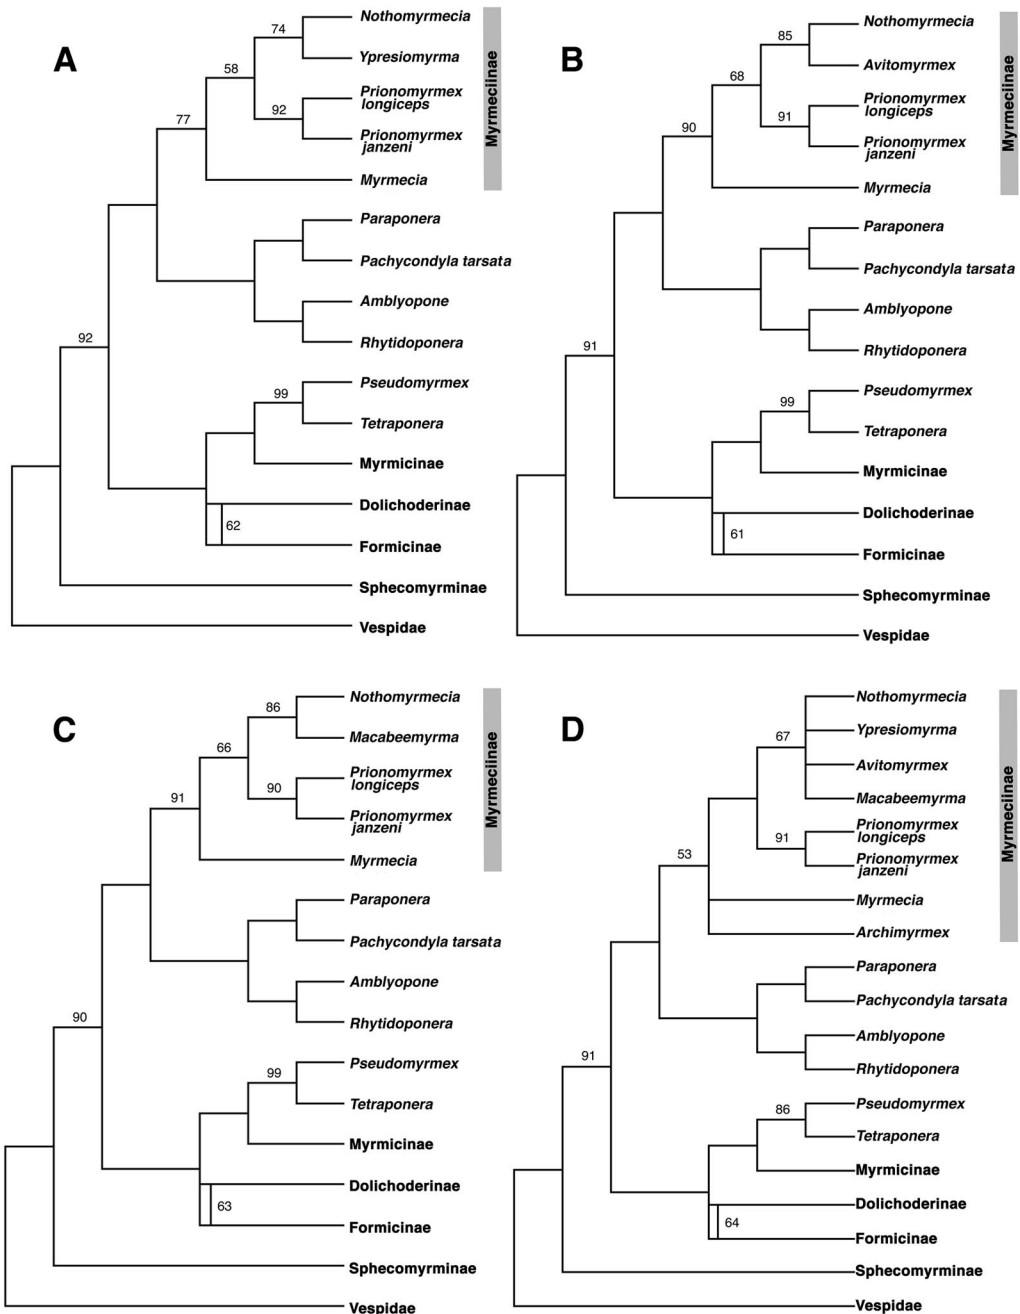 A
74
Nothomyrmecia
Ypresiomyrma
58
92
Prionomyrmex
longiceps
Prionomyrmex
janzeni
77
Myrmecia
Myrmeciinae
Paraponera
Pachycondyla tarsata
Amblyopone
Rhytidoponera
92
99
Pseudomyrmex
Tetraponera
Myrmicinae
Dolichoderinae
62
Formicinae
Sphecomyrminae
Vespidae
B
85
Nothomyrmecia
Avitomyrmex
68
91
Prionomyrmex
longiceps
Prionomyrmex
janzeni
90
Myrmecia
Myrmeciinae
Paraponera
Pachycondyla tarsata
Amblyopone
Rhytidoponera
91
99
Pseudomyrmex
Tetraponera
Myrmicinae
Dolichoderinae
61
Formicinae
Sphecomyrminae
Vespidae
C
86
Nothomyrmecia
Macabeemyrma
66
90
Prionomyrmex
longiceps
Prionomyrmex
janzeni
91
Myrmecia
Myrmeciinae
Paraponera
Pachycondyla tarsata
Amblyopone
Rhytidoponera
90
99
Pseudomyrmex
Tetraponera
Myrmicinae
Dolichoderinae
63
Formicinae
Sphecomyrminae
Vespidae
D
67
Nothomyrmecia
Ypresiomyrma
Avitomyrmex
Macabeemyrma
91
Prionomyrmex
longiceps
Prionomyrmex
janzeni
53
Myrmecia
Archimyrmex
Myrmeciinae
Paraponera
Pachycondyla tarsata
Amblyopone
Rhytidoponera
91
86
Pseudomyrmex
Tetraponera
Myrmicinae
Dolichoderinae
64
Formicinae
Sphecomyrminae
Vespidae